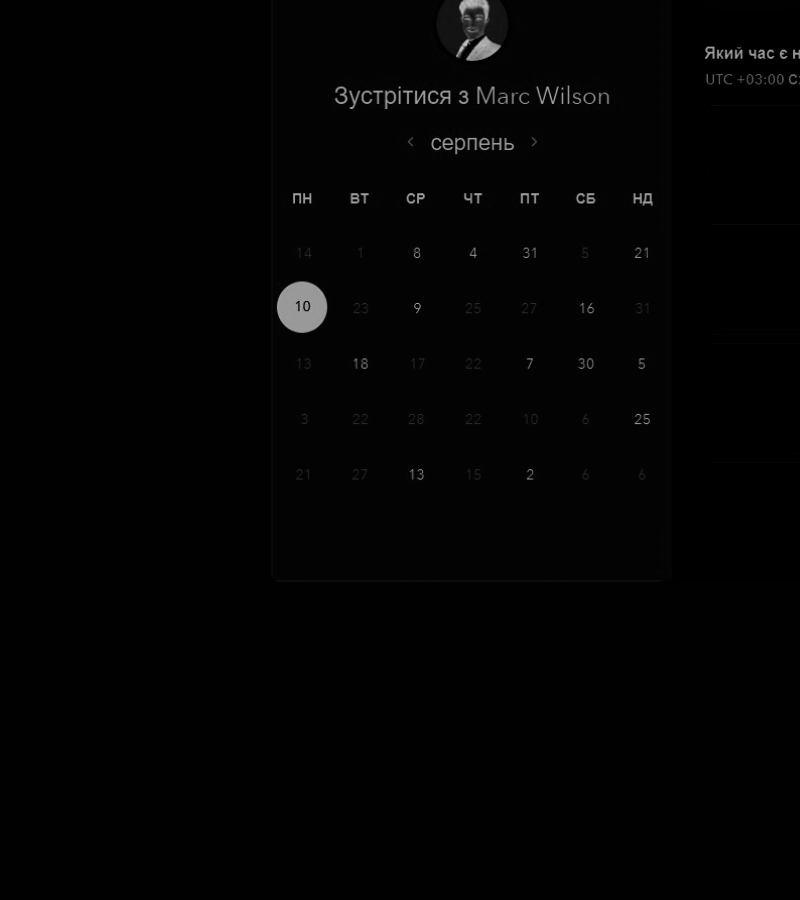 Зустрітися з Marc Wilson
серпень
ПН ВТ СР ЧТ ПТ СБ НД
14 1 8 4 31 5 21
10 23 9 25 27 16 31
13 18 17 22 7 30 5
3 22 28 22 10 6 25
21 27 13 15 2 6 6
Який час є
UTC +03:00